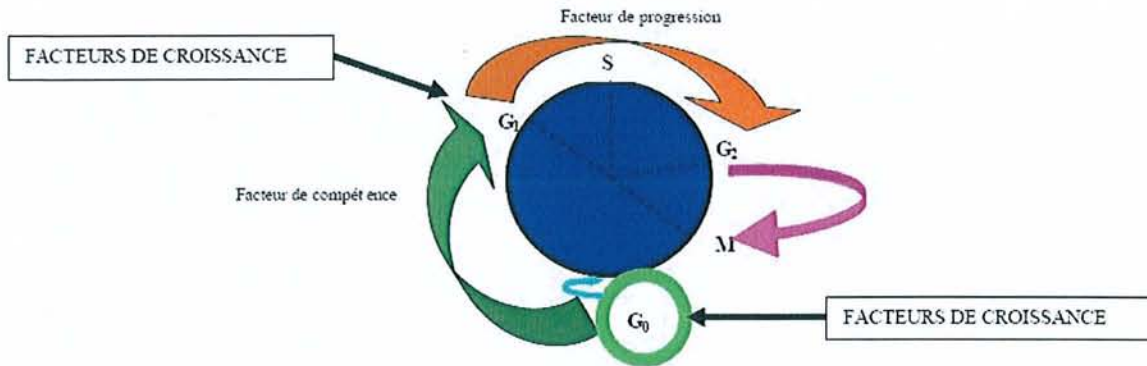 Facteur de progression
FACTEURS DE CROISSANCE
S
G₁
G₂
Facteur de compét ence
M
G₀
FACTEURS DE CROISSANCE